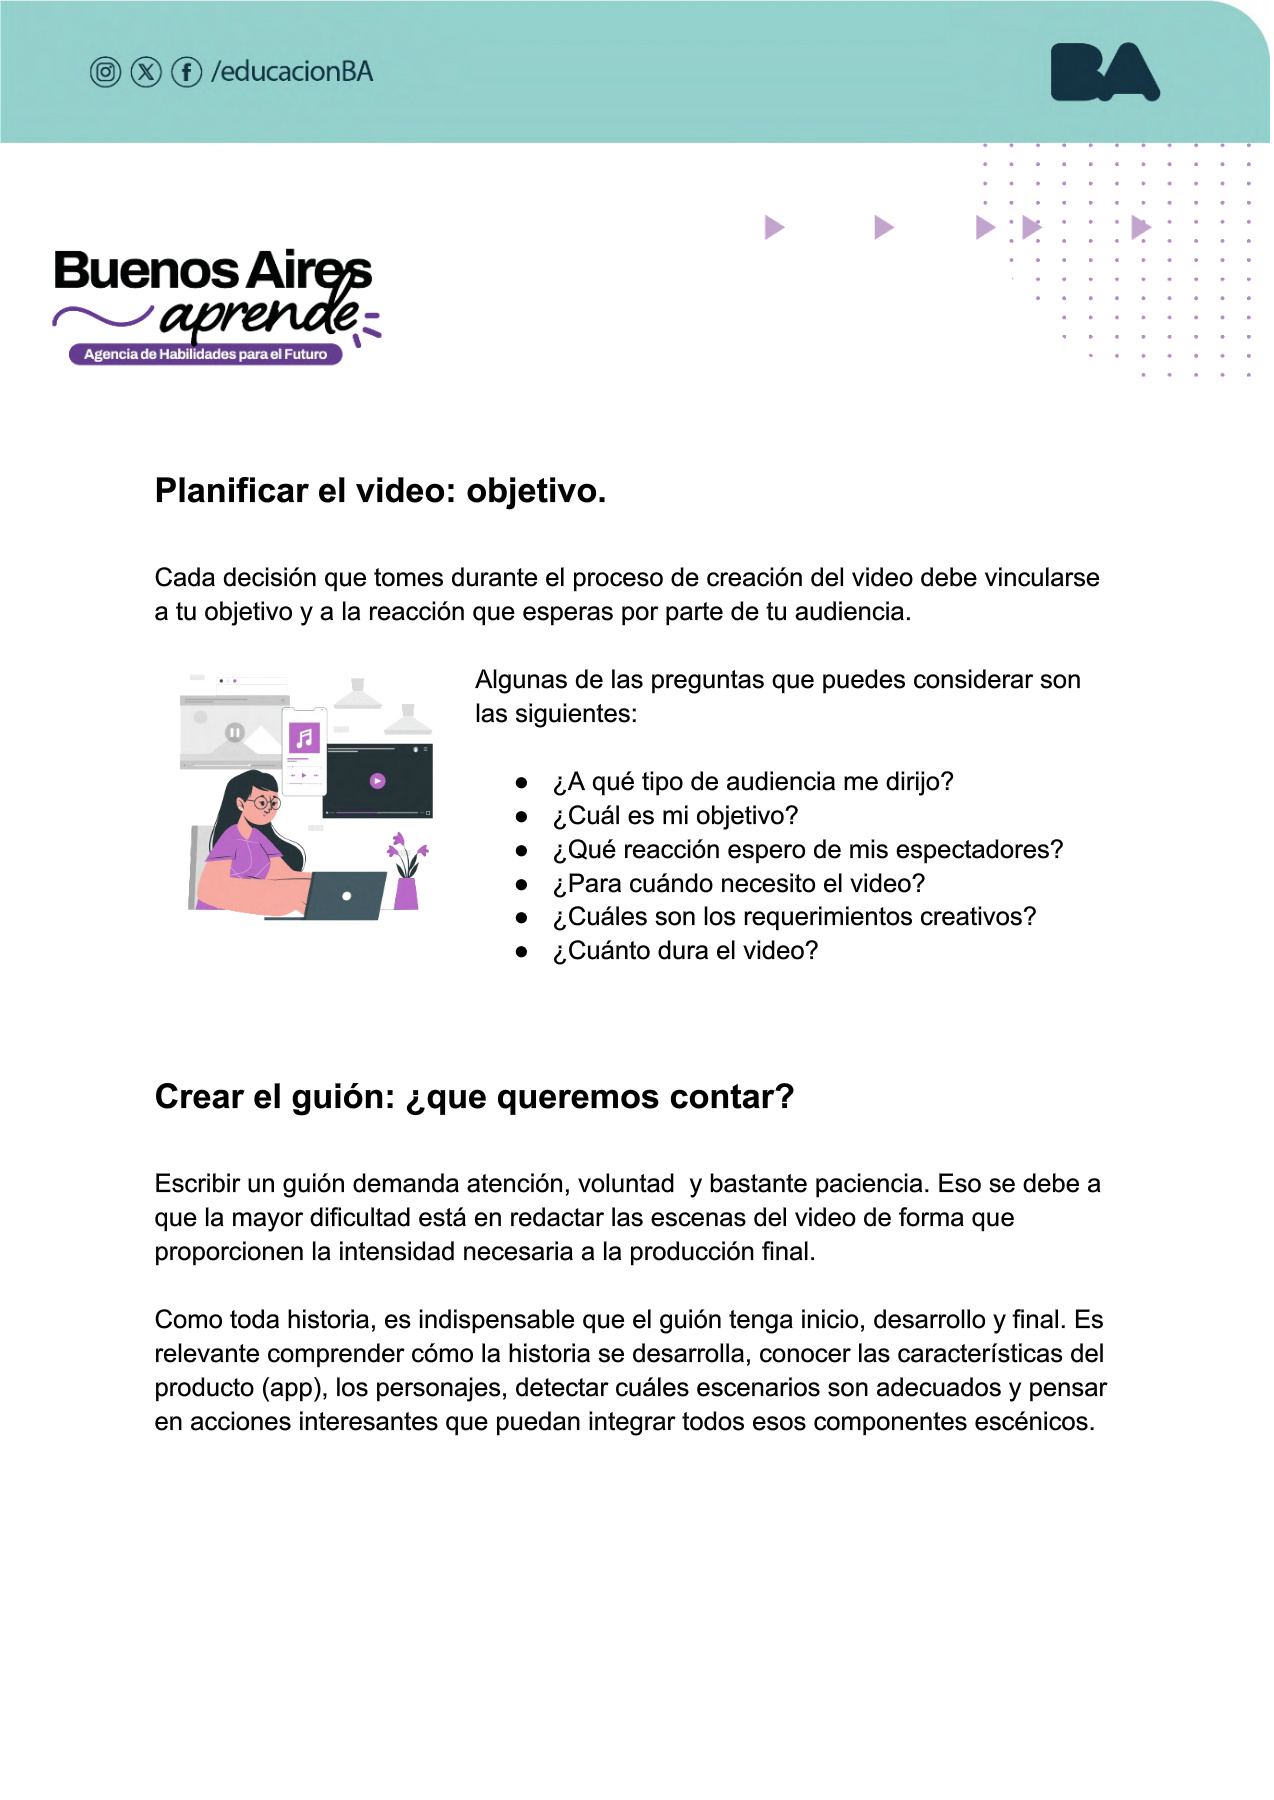 /educacionBA
BA
Buenos Aires
aprende
Agencia de Habilidades para el Futuro
Planificar el video: objetivo.
Cada decisión que tomes durante el proceso de creación del video debe vincularse
a tu objetivo y a la reacción que esperas por parte de tu audiencia.
Algunas de las preguntas que puedes considerar son
las siguientes:
● ¿A qué tipo de audiencia me dirijo?
● ¿Cuál es mi objetivo?
● ¿Qué reacción espero de mis espectadores?
● ¿Para cuándo necesito el video?
● ¿Cuáles son los requerimientos creativos?
● ¿Cuánto dura el video?
Crear el guión: ¿que queremos contar?
Escribir un guión demanda atención, voluntad  y bastante paciencia. Eso se debe a
que la mayor dificultad está en redactar las escenas del video de forma que
proporcionen la intensidad necesaria a la producción final.
Como toda historia, es indispensable que el guión tenga inicio, desarrollo y final. Es
relevante comprender cómo la historia se desarrolla, conocer las características del
producto (app), los personajes, detectar cuáles escenarios son adecuados y pensar
en acciones interesantes que puedan integrar todos esos componentes escénicos.